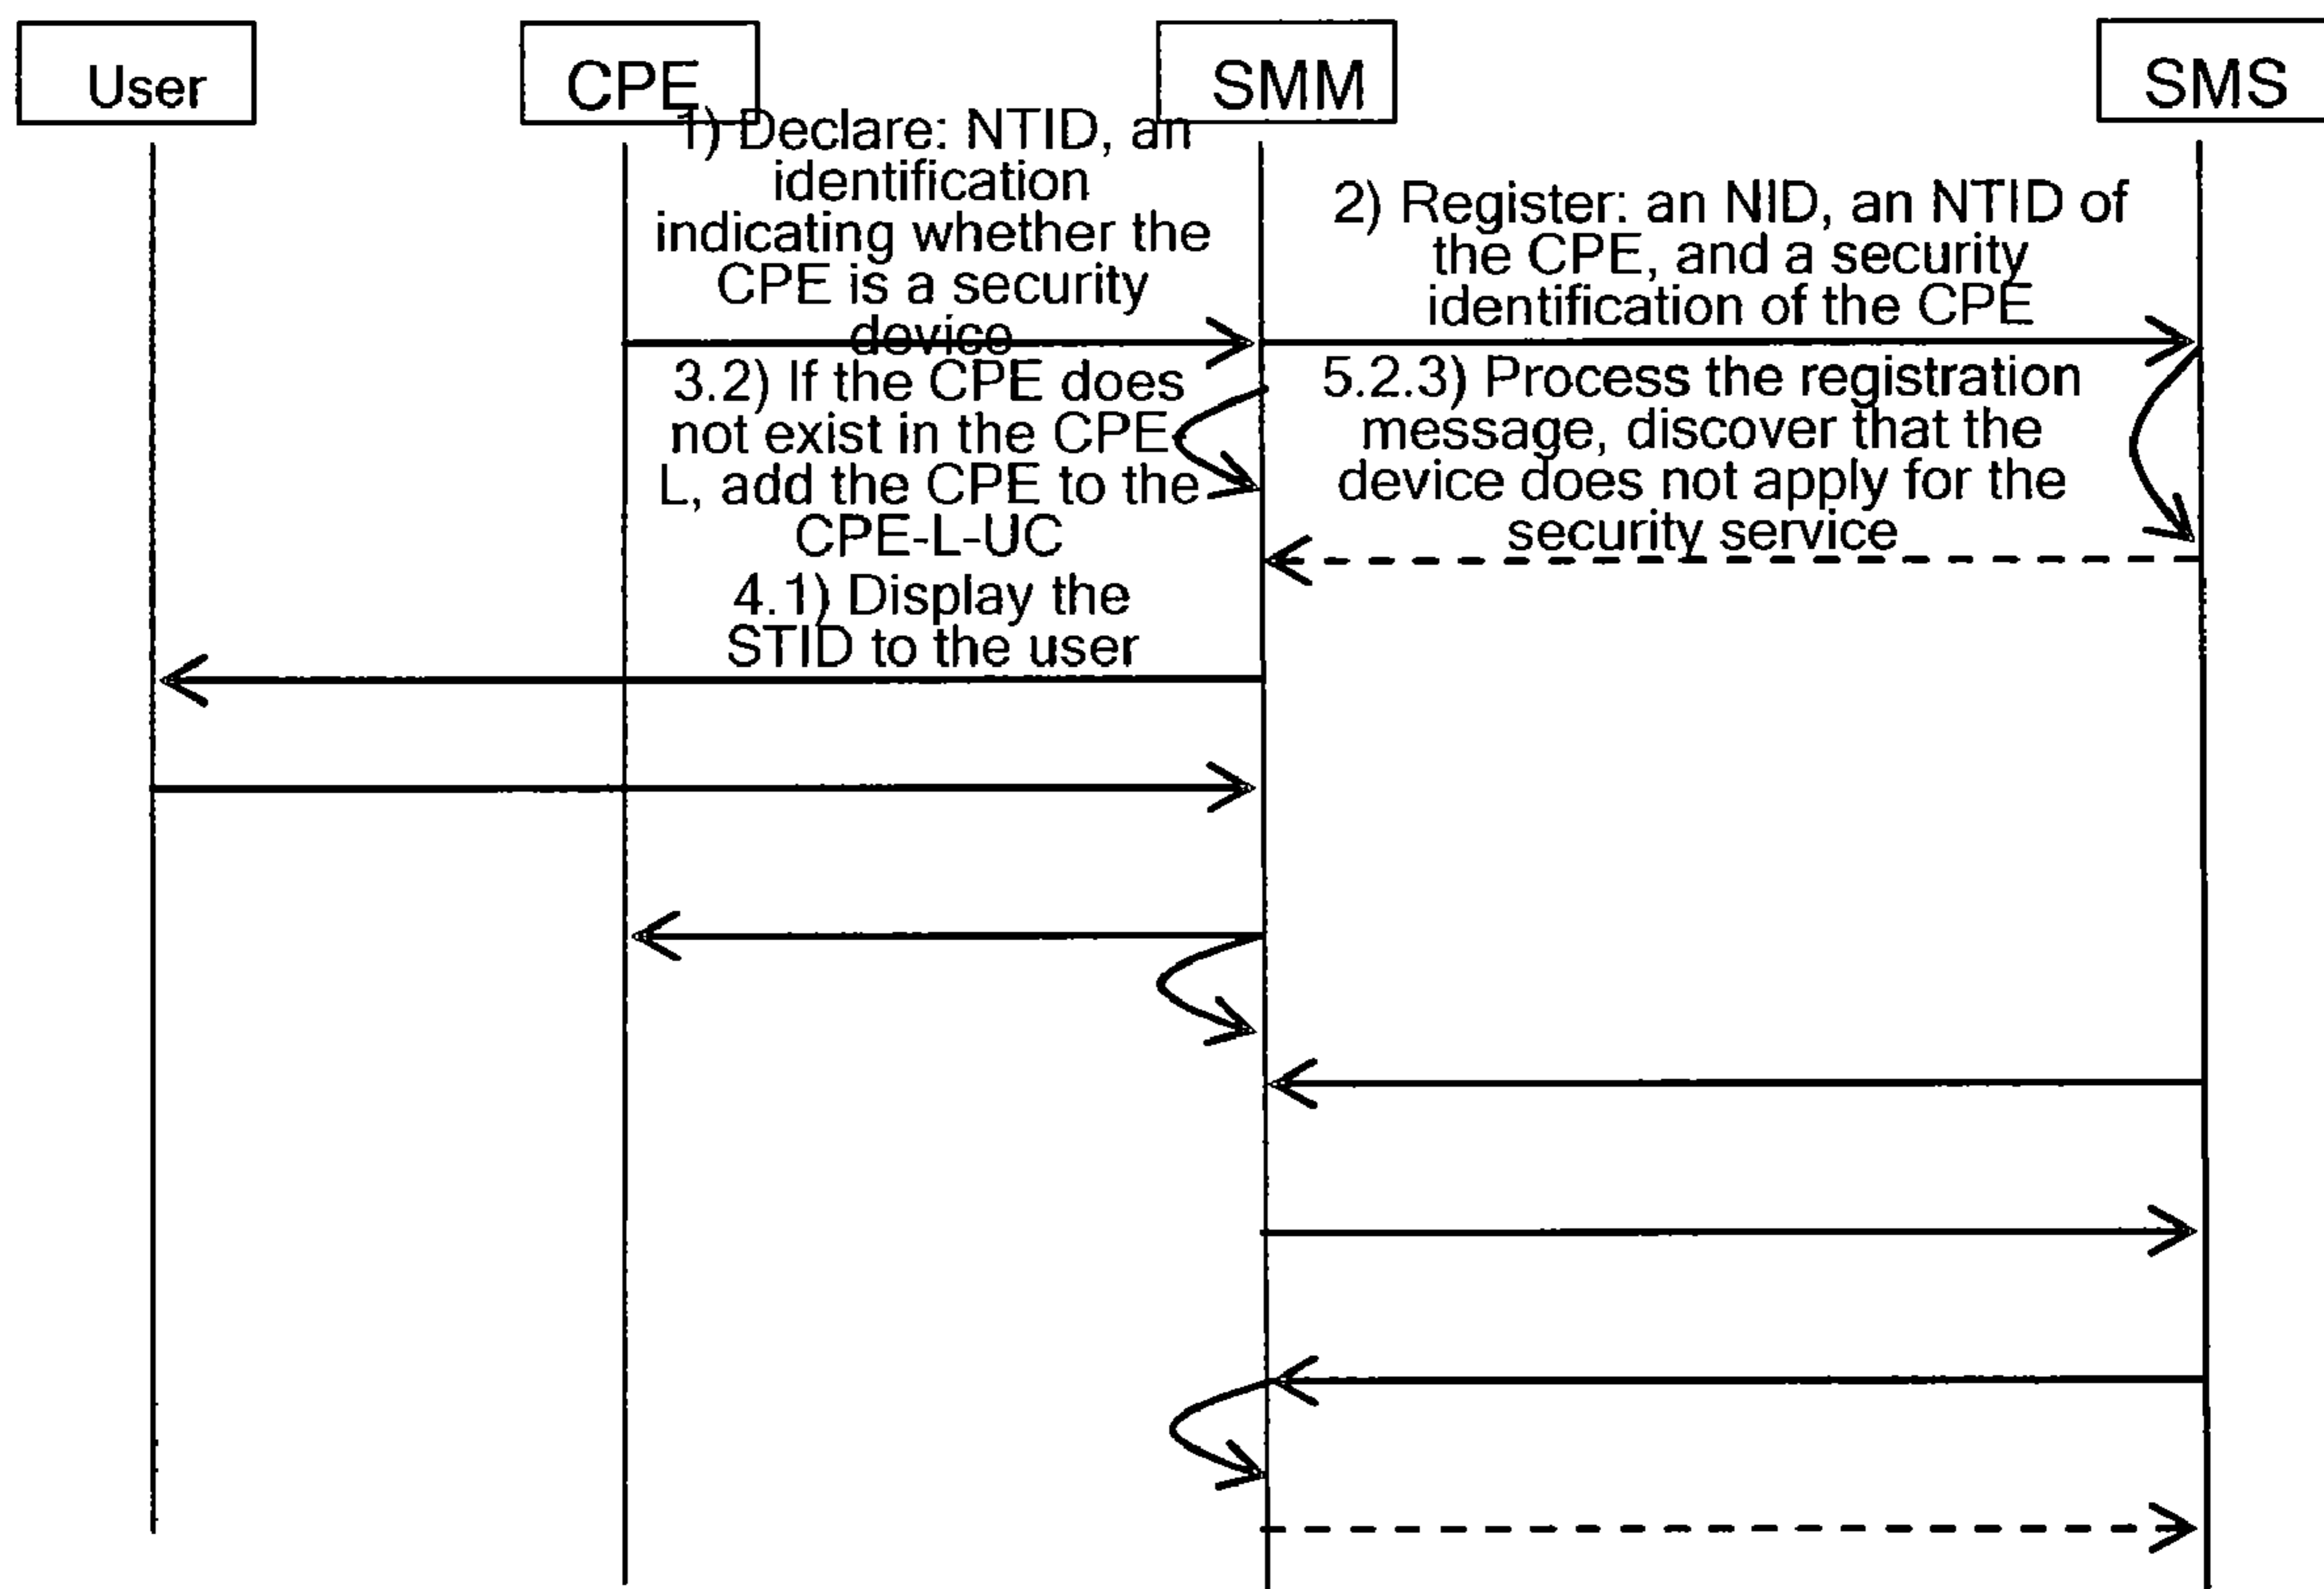 User
CPE
SMM
SMS
1) Declare: NTID, an
identification
indicating whether the
CPE is a security
device
2) Register: an NID, an NTID of
the CPE, and a security
identification of the CPE
3.2) If the CPE does
not exist in the CPE-
L, add the CPE to the
CPE-L-UC
5.2.3) Process the registration
message, discover that the
device does not apply for the
security service
4.1) Display the
STID to the user